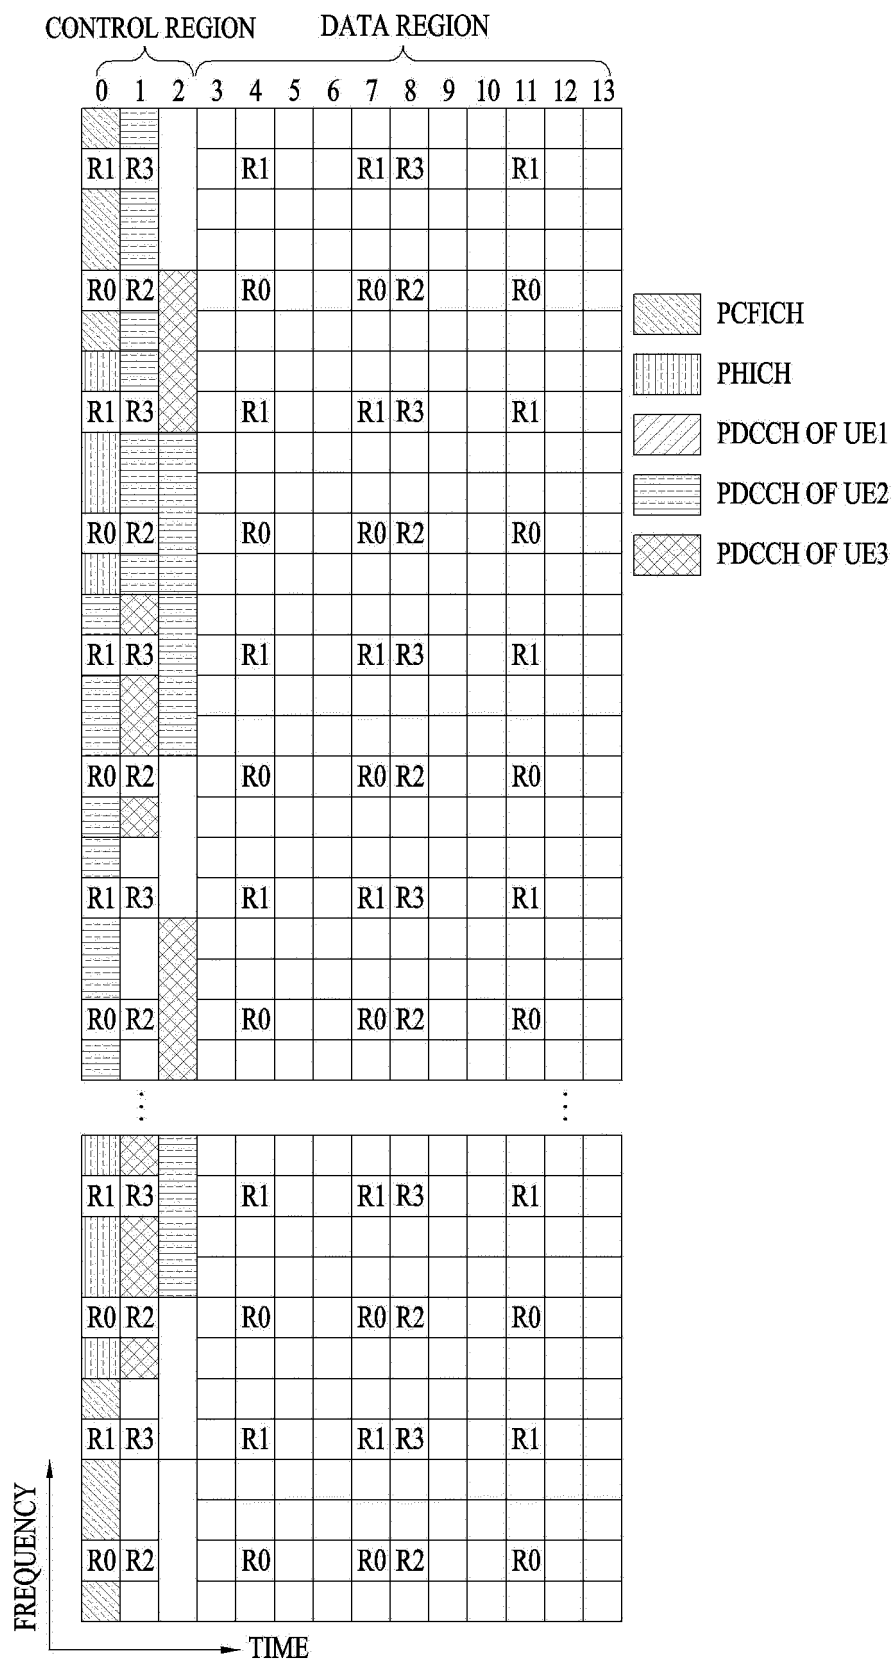 CONTROL REGION DATA REGION
0 1 2 3 4 5 6 7 8 9 10 11 12 13
R1 R3 R1 R1 R3 R1
R0 R2 R0 R0 R2 R0
PCFICH
PHICH
R1 R3 R1 R1 R3 R1
PDCCH OF UE1
PDCCH OF UE2
R0 R2 R0 R0 R2 R0
PDCCH OF UE3
R1 R3 R1 R1 R3 R1
R0 R2 R0 R0 R2 R0
R1 R3 R1 R1 R3 R1
R0 R2 R0 R0 R2 R0
R1 R3 R1 R1 R3 R1
R0 R2 R0 R0 R2 R0
R1 R3 R1 R1 R3 R1
R0 R2 R0 R0 R2 R0
FREQUENCY
TIME